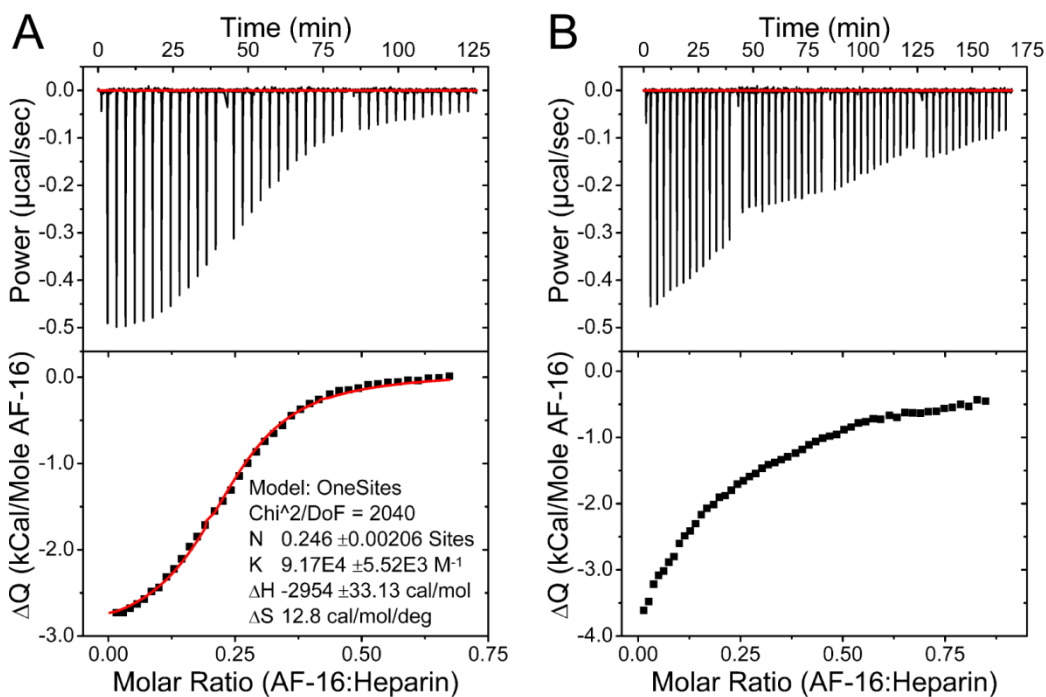 A
Time (min)
0 25 50 75 100 125
0.0
-0.1
-0.2
-0.3
-0.4
-0.5
Power (µcal/sec)
0.0
-1.0
-2.0
-3.0
ΔQ (kCal/Mole AF-16)
Model: OneSites
Chi^2/DoF = 2040
N 0.246 ±0.00206 Sites
K 9.17E4 ±5.52E3 M⁻¹
ΔH -2954 ±33.13 cal/mol
ΔS 12.8 cal/mol/deg
0.00 0.25 0.50 0.75
Molar Ratio (AF-16:Heparin)
B
Time (min)
0 25 50 75 100 125 150 175
0.0
-0.1
-0.2
-0.3
-0.4
-0.5
Power (µcal/sec)
0.0
-1.0
-2.0
-3.0
-4.0
ΔQ (kCal/Mole AF-16)
0.00 0.25 0.50 0.75
Molar Ratio (AF-16:Heparin)